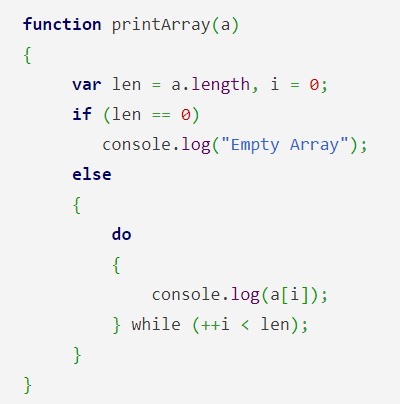 function printArray(a)
{
var len = a.length, i = 0;
if (len == 0)
console.log("Empty Array");
else
{
do
{
console.log(a[i]);
} while (++i < len);
}
}